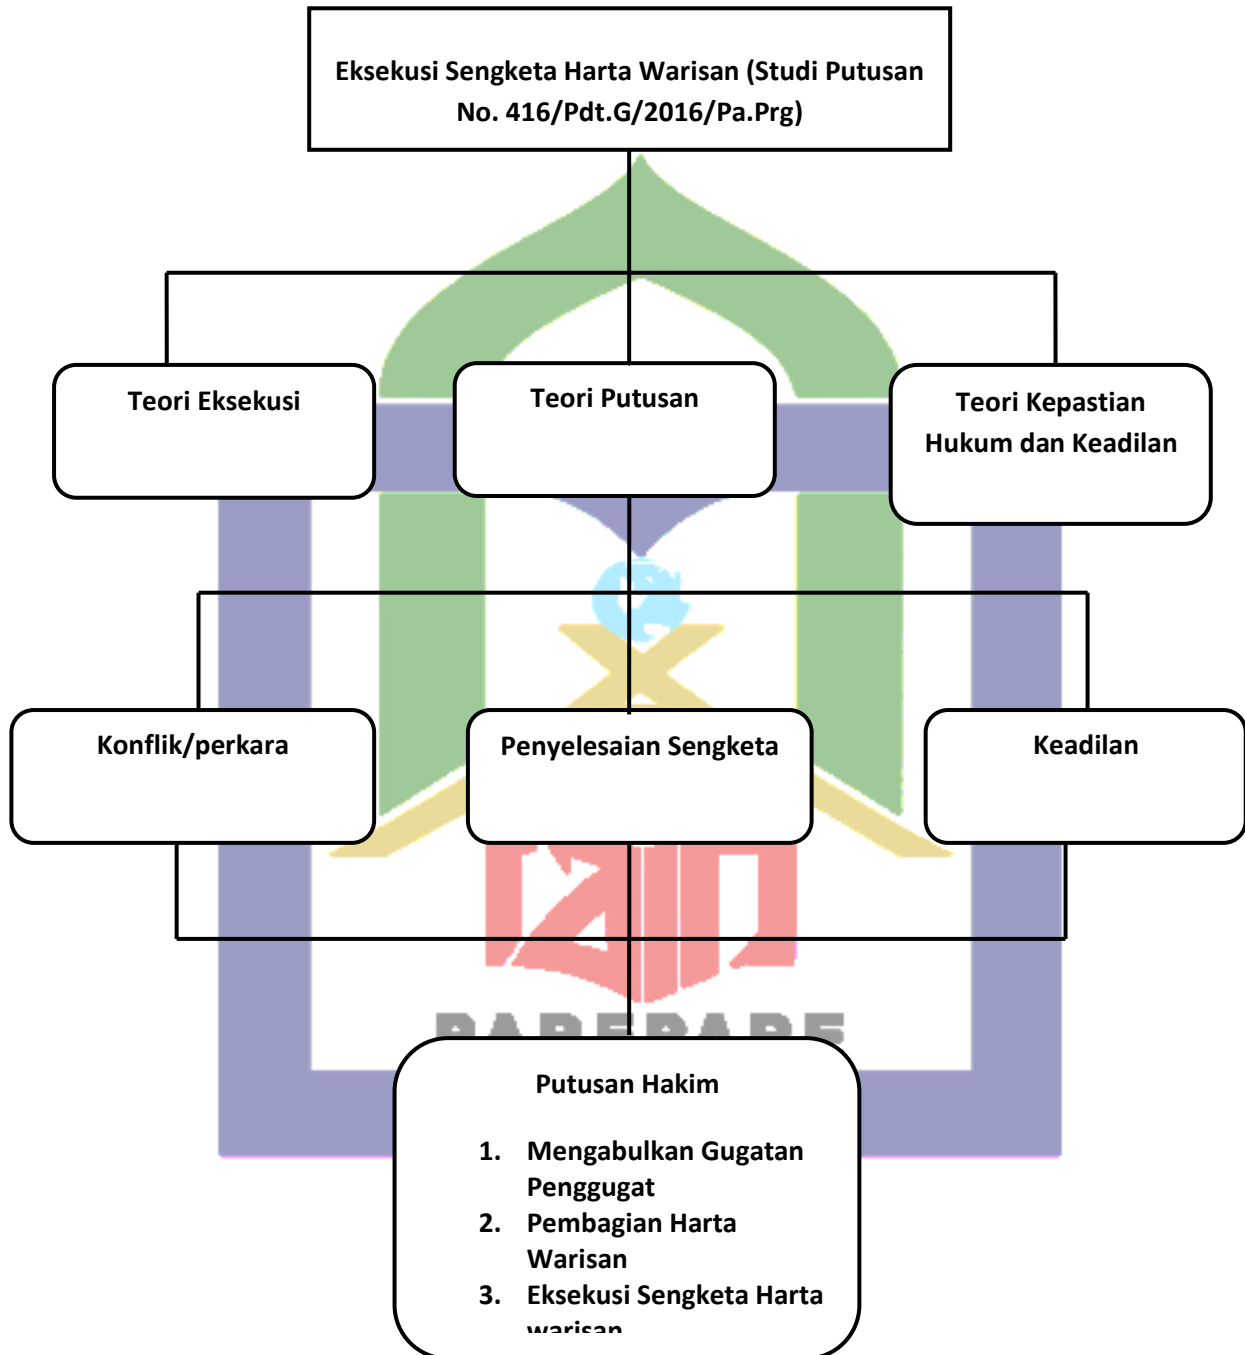 Eksekusi Sengketa Harta Warisan (Studi Putusan
No. 416/Pdt.G/2016/Pa.Prg)
Teori Eksekusi
Teori Putusan
Teori Kepastian
Hukum dan Keadilan
Konflik/perkara
Penyelesaian Sengketa
Keadilan
PAREPARE
Putusan Hakim
1. Mengabulkan Gugatan
Penggugat
2. Pembagian Harta
Warisan
3. Eksekusi Sengketa Harta
warisan